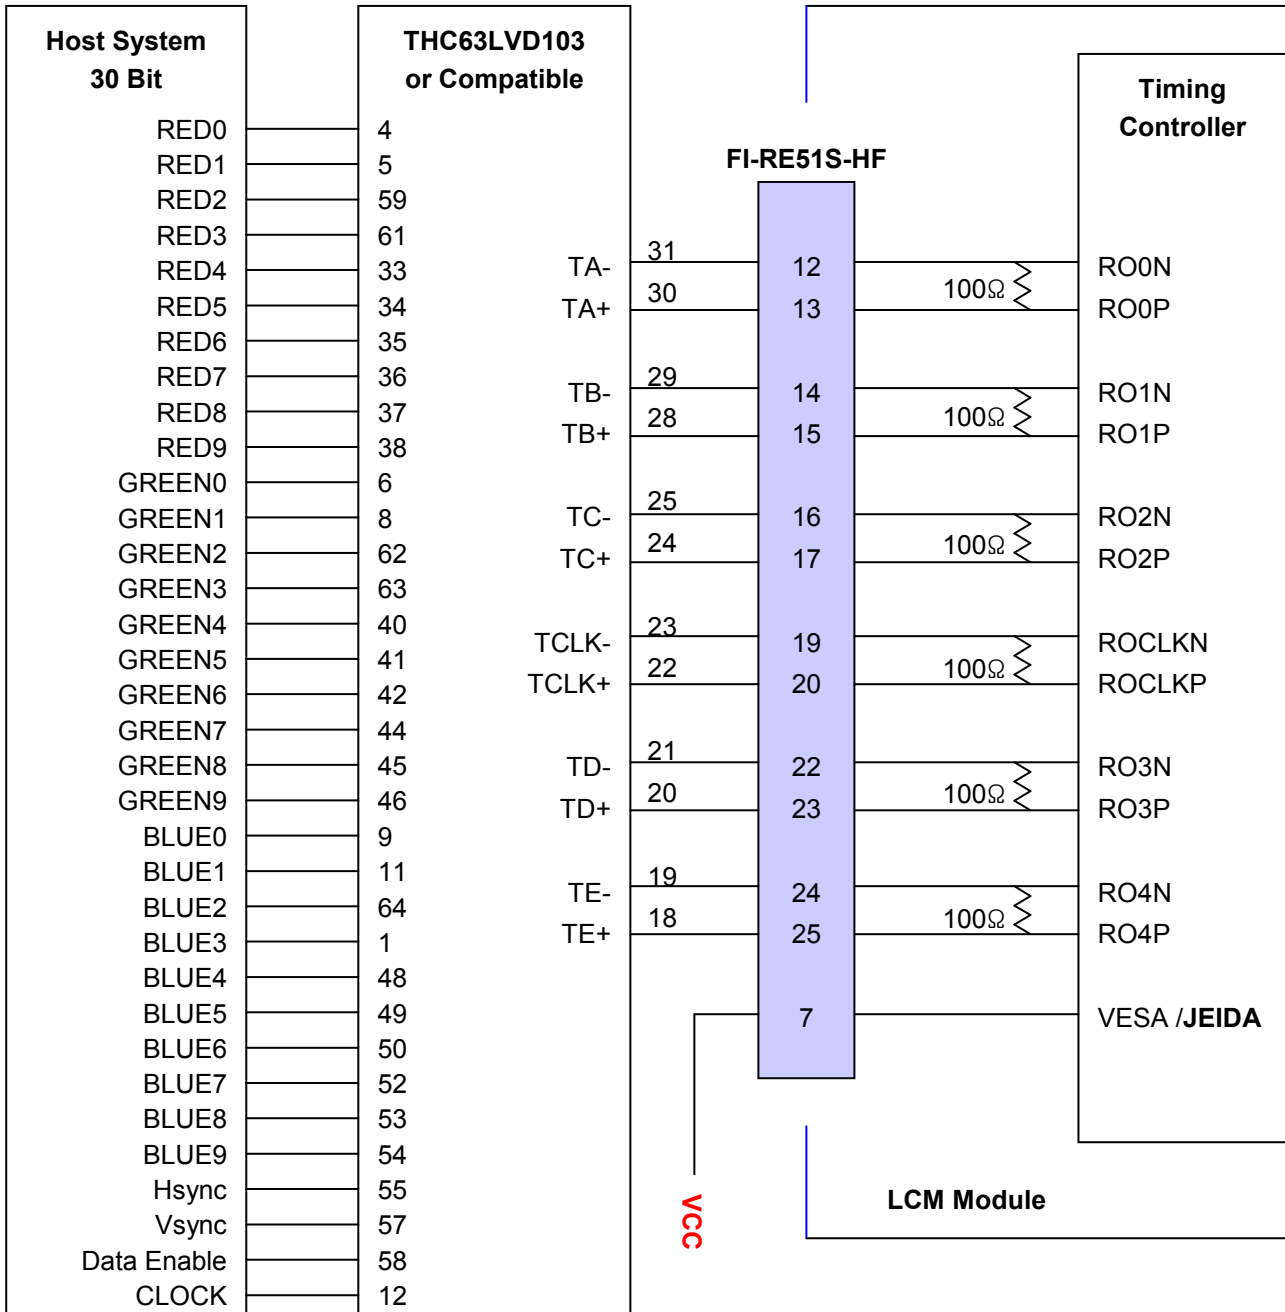 Host System
30 Bit
THC63LVD103
or Compatible
Timing
Controller
FI-RE51S-HF
RED0 4
RED1 5
RED2 59
RED3 61
RED4 33
RED5 34
RED6 35
RED7 36
RED8 37
RED9 38
GREEN0 6
GREEN1 8
GREEN2 62
GREEN3 63
GREEN4 40
GREEN5 41
GREEN6 42
GREEN7 44
GREEN8 45
GREEN9 46
BLUE0 9
BLUE1 11
BLUE2 64
BLUE3 1
BLUE4 48
BLUE5 49
BLUE6 50
BLUE7 52
BLUE8 53
BLUE9 54
Hsync 55
Vsync 57
Data Enable 58
CLOCK 12
TA- 31 12 RO0N
100Ω
TA+ 30 13 RO0P
TB- 29 14 RO1N
100Ω
TB+ 28 15 RO1P
TC- 25 16 RO2N
100Ω
TC+ 24 17 RO2P
TCLK- 23 19 ROCLKN
100Ω
TCLK+ 22 20 ROCLKP
TD- 21 22 RO3N
100Ω
TD+ 20 23 RO3P
TE- 19 24 RO4N
100Ω
TE+ 18 25 RO4P
7 VESA /JEIDA
VCC
LCM Module